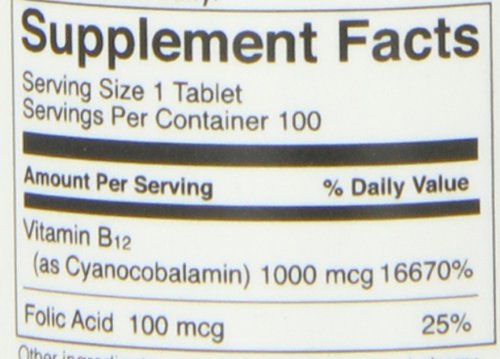 Supplement Facts
Serving Size 1 Tablet
Servings Per Container 100
Amount Per Serving % Daily Value
Vitamin B12
(as Cyanocobalamin) 1000 mcg 16670%
Folic Acid 100 mcg 25%
Other